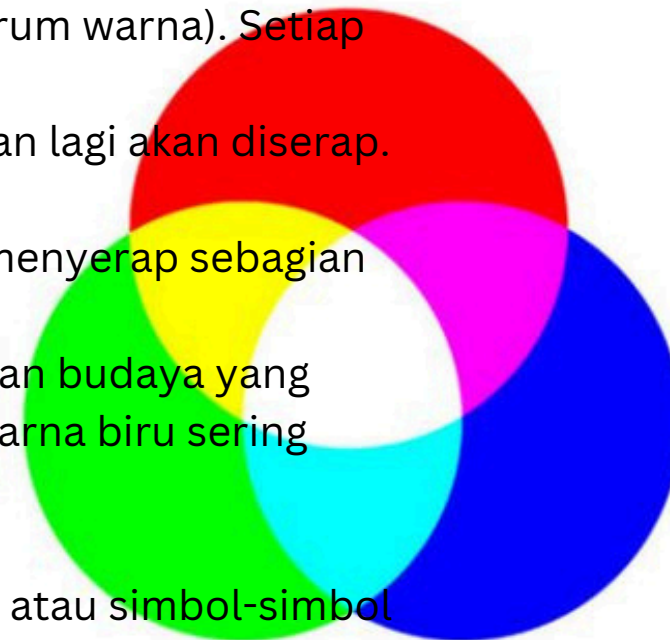 rum warna). Setiap
an lagi akan diserap.
menyerap sebagian
an budaya yang
arna biru sering
atau simbol-simbol